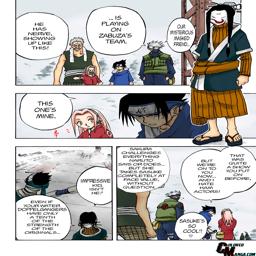 OUR
MYSTERIOUS
MASKED
FRIEND...
... IS
PLAYING
ON
ZABUZA'S
TEAM.
HE
HAS
NERVE,
SHOWING
UP LIKE
THIS!
THIS
ONE'S
MINE.
THAT
WAS
QUITE
A SHOW
YOU PUT
ON
BEFORE,
BUT
WE'RE
ON TO
YOU
AND I
HATE
HAM
ACTORS!
SAKURA
CHALLENGES
EVERYTHING
NARUTO
SAYS OR DOES,
BUT SHE
TAKES SASUKE
COMPLETELY AT
FACE VALUE,
WITHOUT
QUESTION.
SASUKE'S
SO
COOL!
IMPRESSIVE
KID,
ISN'T
HE?
EVEN IF
YOUR WATER
DOPPELGANGERS
HAVE ONLY
A TENTH
OF THE
STRENGTH
OF THE
ORIGINALS...
COLORED
MANGA.COM